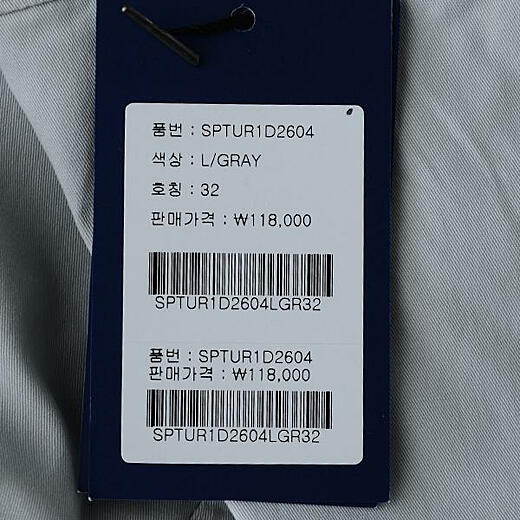 품번 : SPTUR1D2604
색상 : L/GRAY
호칭 : 32
판매가격 : ₩118,000
SPTUR1D2604LGR32
품번 : SPTUR1D2604
판매가격 : ₩118,000
SPTUR1D2604LGR32